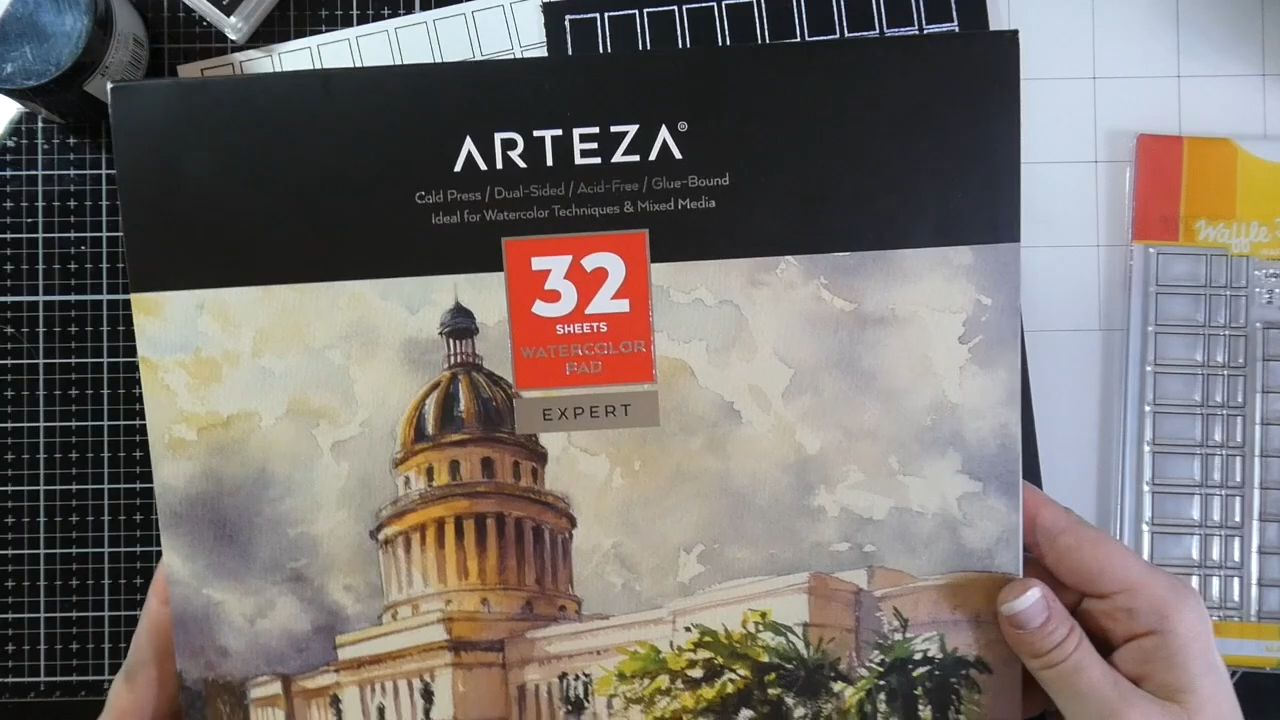 ARTEZA®
Cold Press / Dual-Sided / Acid-Free / Glue-Bound
Ideal for Watercolor Techniques & Mixed Media
32
SHEETS
WATERCOLOR
PAD
EXPERT
Waffle